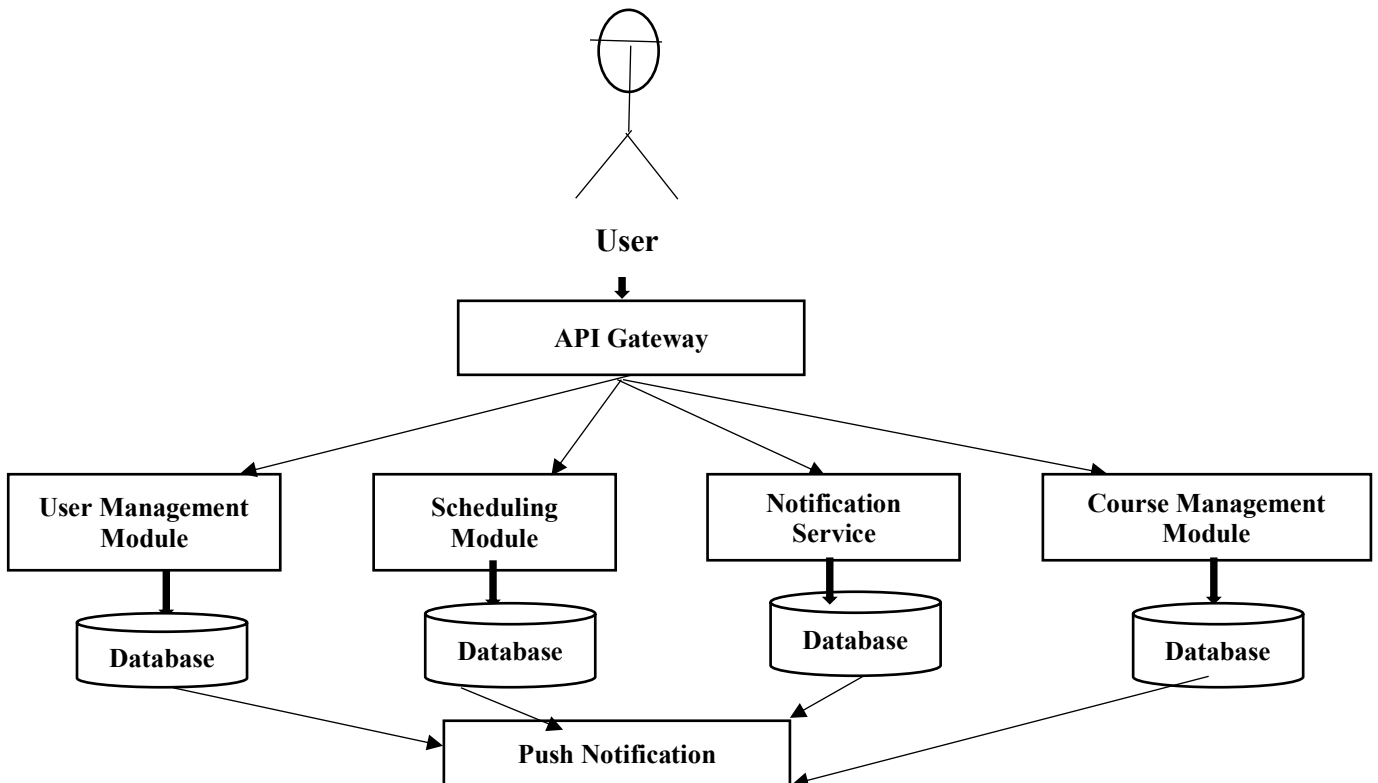 User
API Gateway
User Management
Module
Scheduling
Module
Notification
Service
Course Management
Module
Database
Database
Database
Database
Push Notification